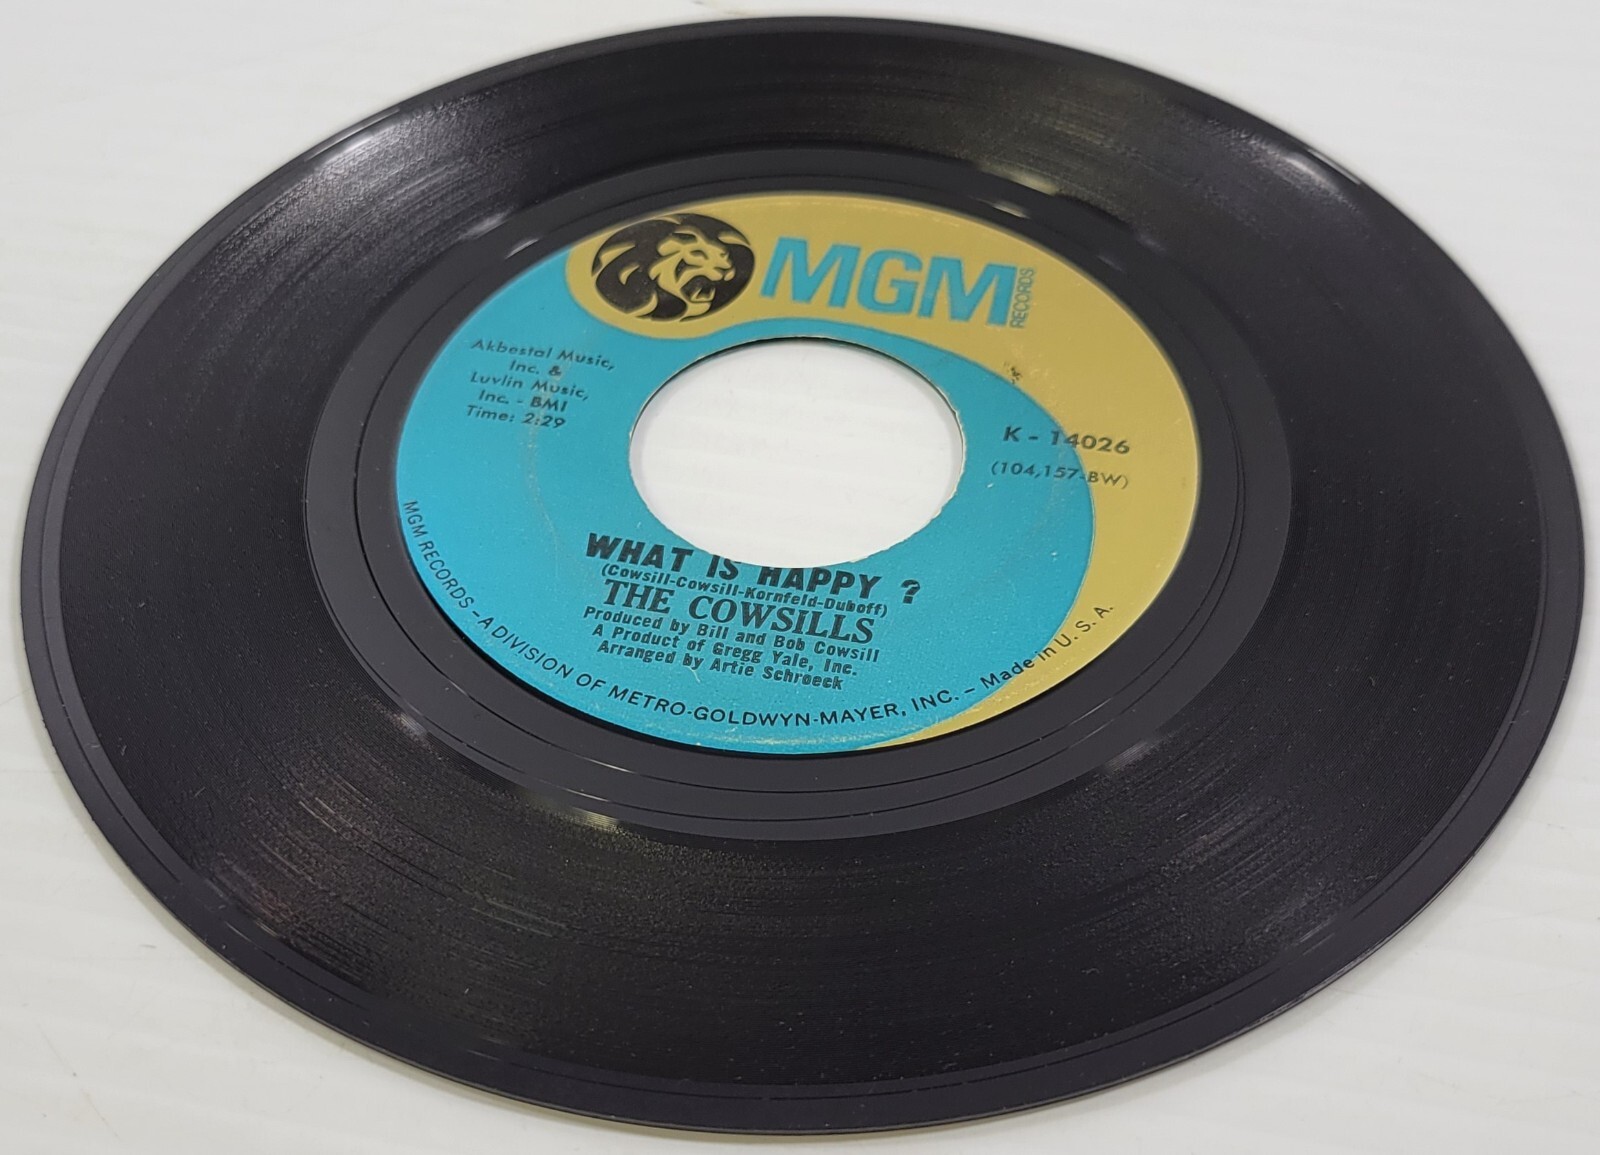 MGM
RECORDS
Akbestal Music,
Inc. &
Luvlin Music,
Inc. - BMI
Time: 2:29
K - 14026
(104,157-BW)
WHAT IS HAPPY ?
(Cowsill-Cowsill-Kornfeld-Duboff)
THE COWSILLS
Produced by Bill and Bob Cowsill
A Product of Gregg Yale, Inc.
Arranged by Artie Schroeck
MGM RECORDS - A DIVISION OF METRO-GOLDWYN-MAYER, INC. - Made in U. S. A.